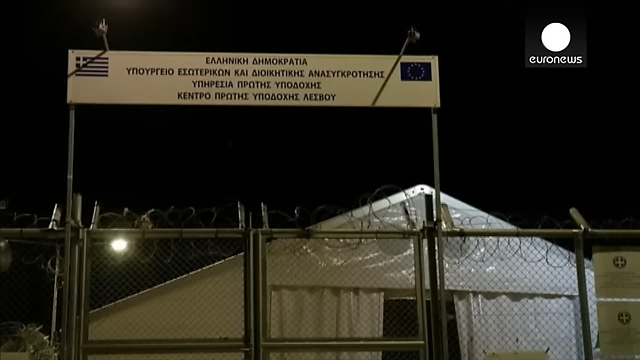 ΕΛΛΗΝΙΚΗ ΔΗΜΟΚΡΑΤΙΑ
ΥΠΟΥΡΓΕΙΟ ΕΣΩΤΕΡΙΚΩΝ ΚΑΙ ΔΙΟΙΚΗΤΙΚΗΣ ΑΝΑΣΥΓΚΡΟΤΗΣΗΣ
ΥΠΗΡΕΣΙΑ ΠΡΩΤΗΣ ΥΠΟΔΟΧΗΣ
ΚΕΝΤΡΟ ΠΡΩΤΗΣ ΥΠΟΔΟΧΗΣ ΛΕΣΒΟΥ
euronews